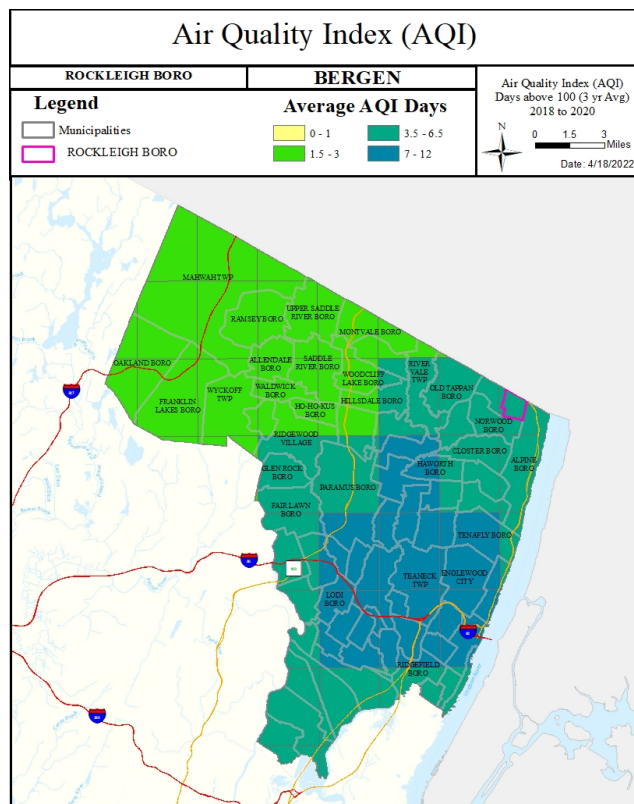 Air Quality Index (AQI)
ROCKLEIGH BORO
BERGEN
Legend
Municipalities
ROCKLEIGH BORO
Average AQI Days
0 - 1
3.5 - 6.5
1.5 - 3
7 - 12
Air Quality Index (AQI)
Days above 100 (3 yr Avg)
2018 to 2020
N
0 1.5 3
Miles
Date: 4/18/2022
MAHWAH TWP
UPPER SADDLE
RIVER BORO
RAMSEY BORO
MONTVALE BORO
OAKLAND BORO
ALLENDALE
BORO
SADDLE
RIVER BORO
RIVER
VALE
TWP
WOODCLIFF
LAKE BORO
OLD TAPPAN
BORO
FRANKLIN
LAKES BORO
WYCKOFF
TWP
WALDWICK
BORO
HO-HO-KUS
BORO
HILLSDALE BORO
NORWOOD
BORO
RIDGEWOOD
VILLAGE
CLOSTER BORO
ALPINE
BORO
HAWORTH
BORO
GLEN ROCK
BORO
PARAMUS BORO
FAIR LAWN
BORO
TENAFLY BORO
TEANECK
TWP
ENGLEWOOD
CITY
LODI
BORO
RIDGEFIELD
BORO